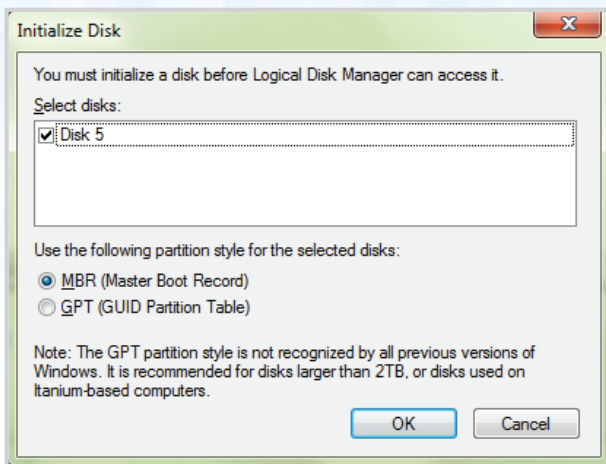 Initialize Disk
You must initialize a disk before Logical Disk Manager can access it.
Select disks:
Disk 5
Use the following partition style for the selected disks:
MBR (Master Boot Record)
GPT (GUID Partition Table)
Note: The GPT partition style is not recognized by all previous versions of
Windows. It is recommended for disks larger than 2TB, or disks used on
Itanium-based computers.
OK Cancel